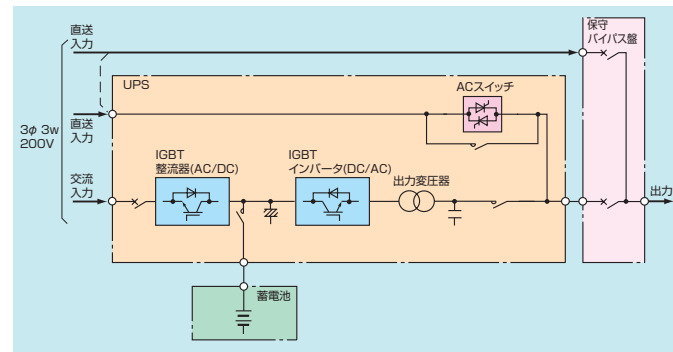 直送
入力
保守
バイパス盤
UPS
ACスイッチ
3φ 3w
200V
直送
入力
IGBT
整流器(AC/DC)
IGBT
インバータ(DC/AC)
出力変圧器
交流
入力
出力
蓄電池